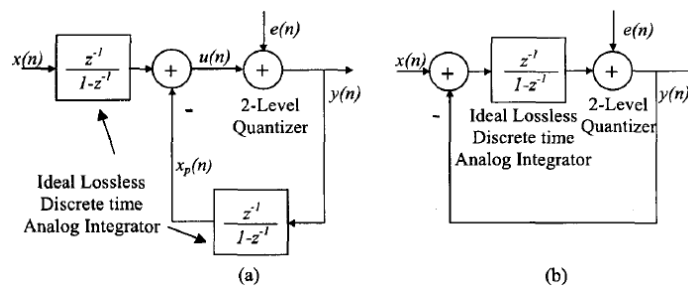 e(n)
x(n)
z⁻¹
1-z⁻¹
+
u(n)
+
y(n)
-
2-Level
Quantizer
x_p(n)
Ideal Lossless
Discrete time
Analog Integrator
z⁻¹
1-z⁻¹
(a)
e(n)
x(n)
+
z⁻¹
1-z⁻¹
+
y(n)
-
Ideal Lossless
Discrete time
Analog Integrator
2-Level
Quantizer
(b)